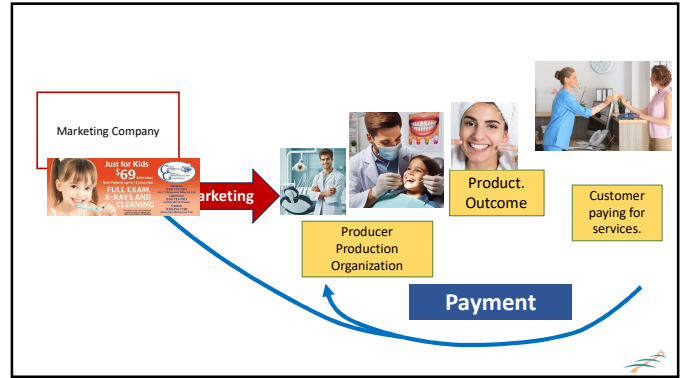 Marketing Company
Just for Kids
$69
FULL EXAM,
X-RAYS AND
CLEANING
arketing
Product.
Outcome
Customer
paying for
services.
Producer
Production
Organization
Payment